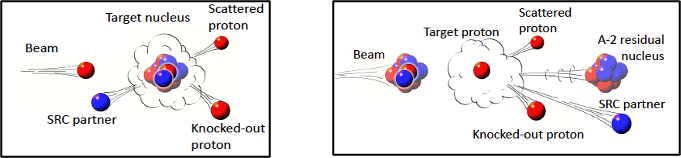 Beam
Target nucleus
Scattered
proton
SRC partner
Knocked-out
proton
Beam
Target proton
Scattered
proton
A-2 residual
nucleus
SRC partner
Knocked-out proton